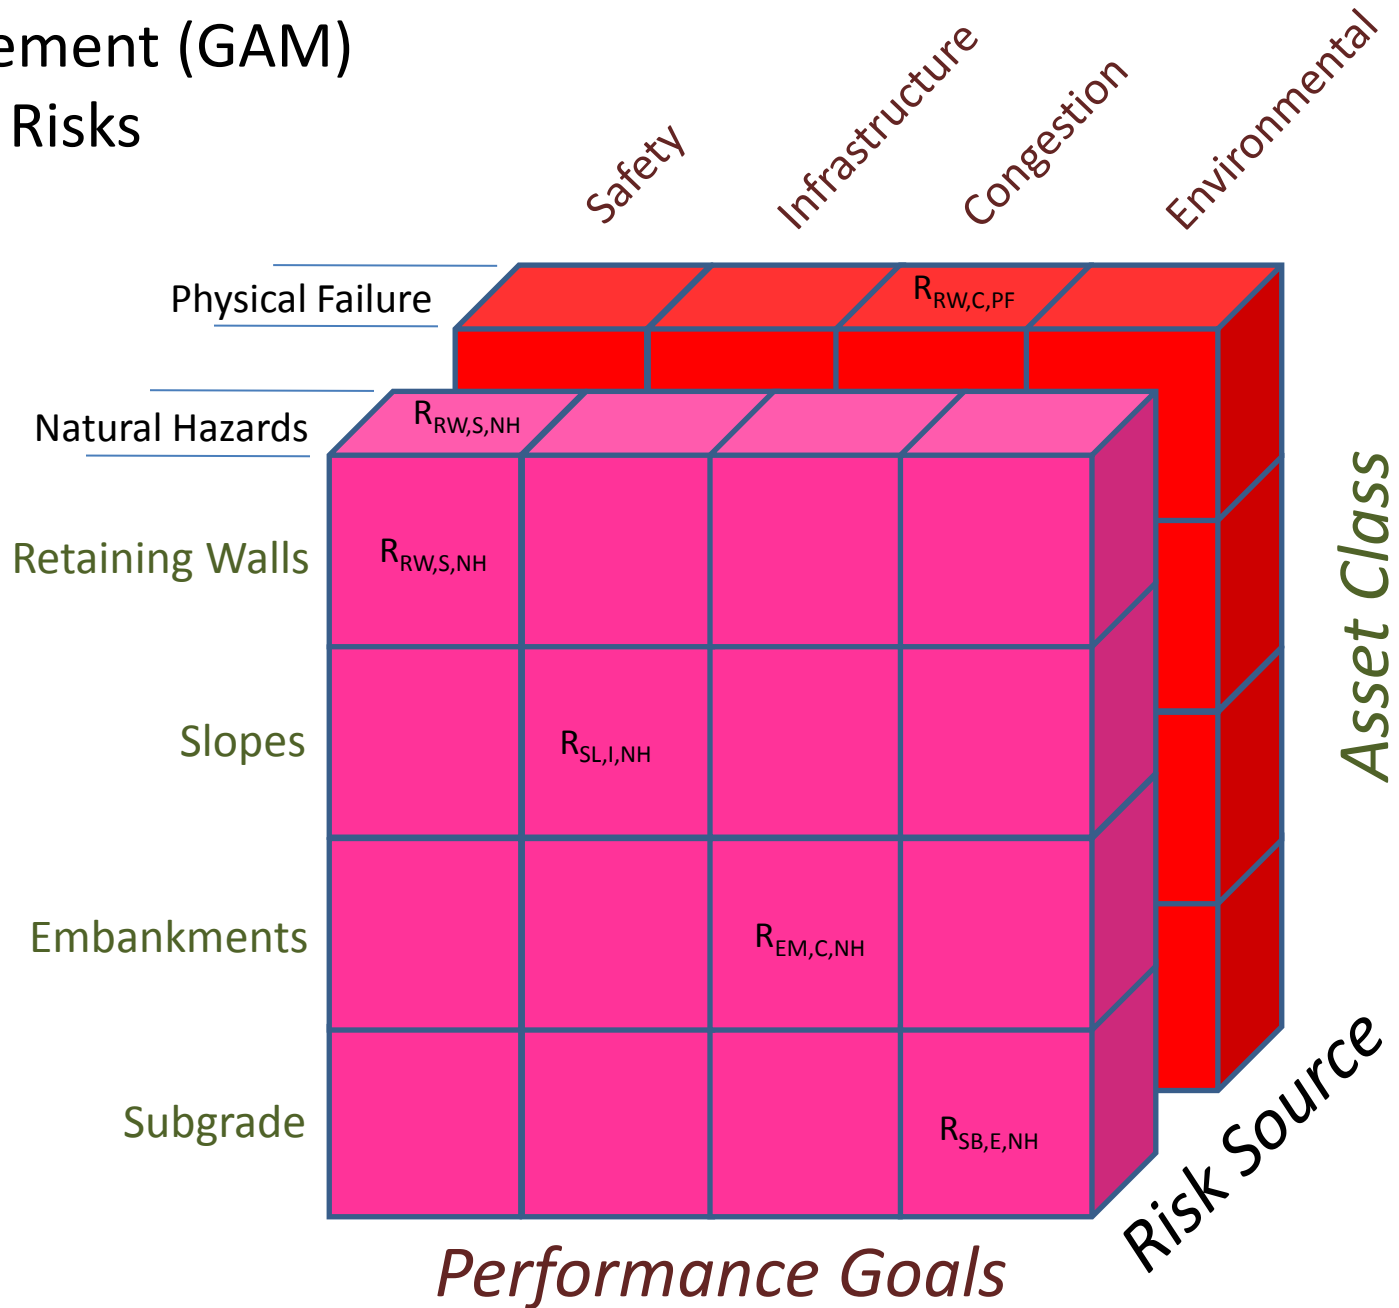 ement (GAM)
Risks
Safety
Infrastructure
Congestion
Environmental
Physical Failure
R_RW,C,PF
Natural Hazards
R_RW,S,NH
Retaining Walls
R_RW,S,NH
Slopes
R_SL,I,NH
Embankments
R_EM,C,NH
Subgrade
R_SB,E,NH
Asset Class
Risk Source
Performance Goals